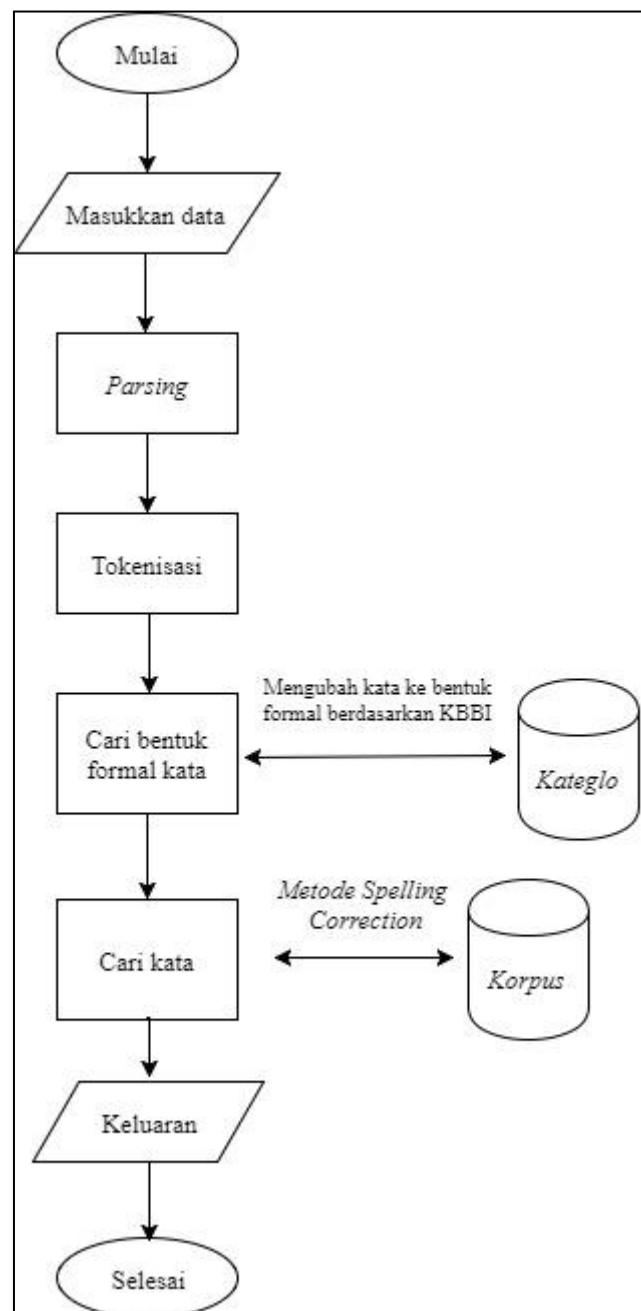 Mulai
Masukkan data
Parsing
Tokenisasi
Cari bentuk
formal kata
Mengubah kata ke bentuk
formal berdasarkan KBBI
Kateglo
Cari kata
Metode Spelling
Correction
Korpus
Keluaran
Selesai